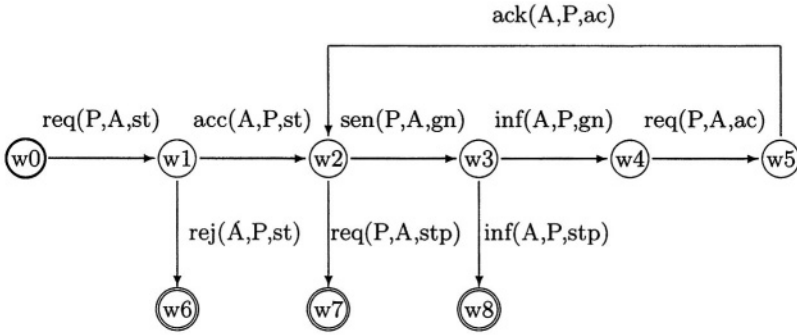 ack(A,P,ac)
req(P,A,st) acc(A,P,st) sen(P,A,gn) inf(A,P,gn) req(P,A,ac)
w0 w1 w2 w3 w4 w5
rej(Á,P,st) req(P,A,stp) inf(A,P,stp)
w6 w7 w8